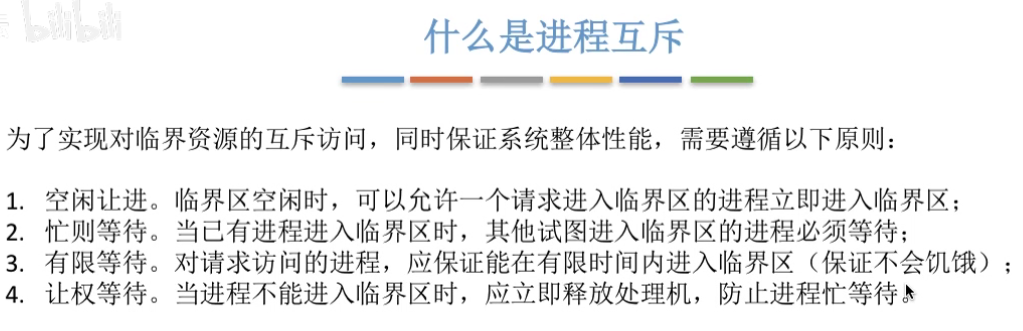 bilibili
什么是进程互斥
为了实现对临界资源的互斥访问，同时保证系统整体性能，需要遵循以下原则：
1. 空闲让进。临界区空闲时，可以允许一个请求进入临界区的进程立即进入临界区；
2. 忙则等待。当已有进程进入临界区时，其他试图进入临界区的进程必须等待；
3. 有限等待。对请求访问的进程，应保证能在有限时间内进入临界区（保证不会饥饿）；
4. 让权等待。当进程不能进入临界区时，应立即释放处理机，防止进程忙等待。